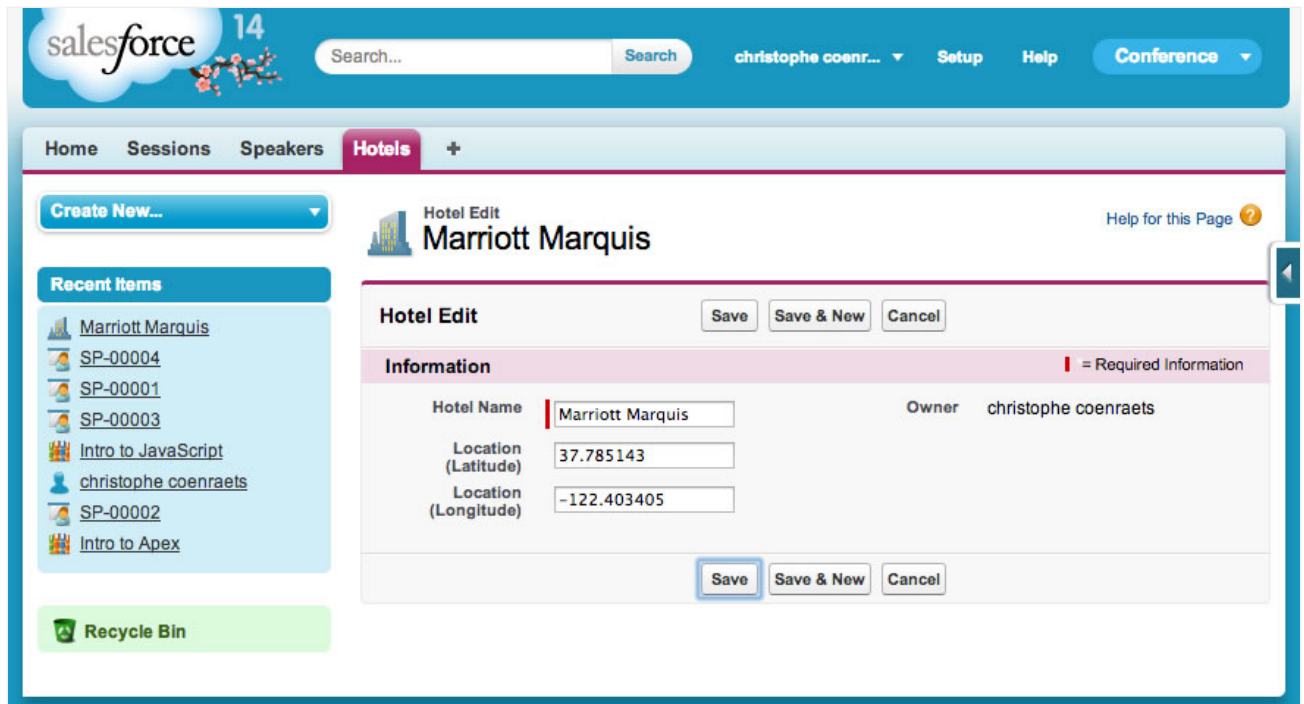 salesforce
14
Search...
Search
christophe coenr...
Setup
Help
Conference
Home
Sessions
Speakers
Hotels
+
Create New...
Recent Items
Marriott Marquis
SP-00004
SP-00001
SP-00003
Intro to JavaScript
christophe coenraets
SP-00002
Intro to Apex
Recycle Bin
Hotel Edit
Marriott Marquis
Help for this Page ?
Hotel Edit
Save
Save & New
Cancel
Information
= Required Information
Hotel Name
Marriott Marquis
Owner
christophe coenraets
Location
(Latitude)
37.785143
Location
(Longitude)
-122.403405
Save
Save & New
Cancel